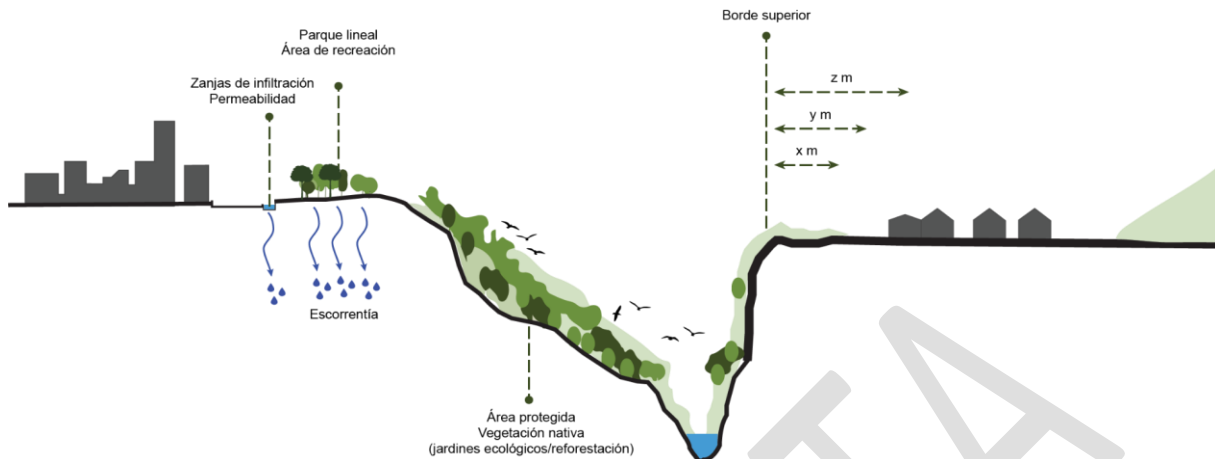 Borde superior
Parque lineal
Área de recreación
Zanjas de infiltración
Permeabilidad
z m
y m
x m
Escorrentía
Área protegida
Vegetación nativa
(jardines ecológicos/reforestación)
TA